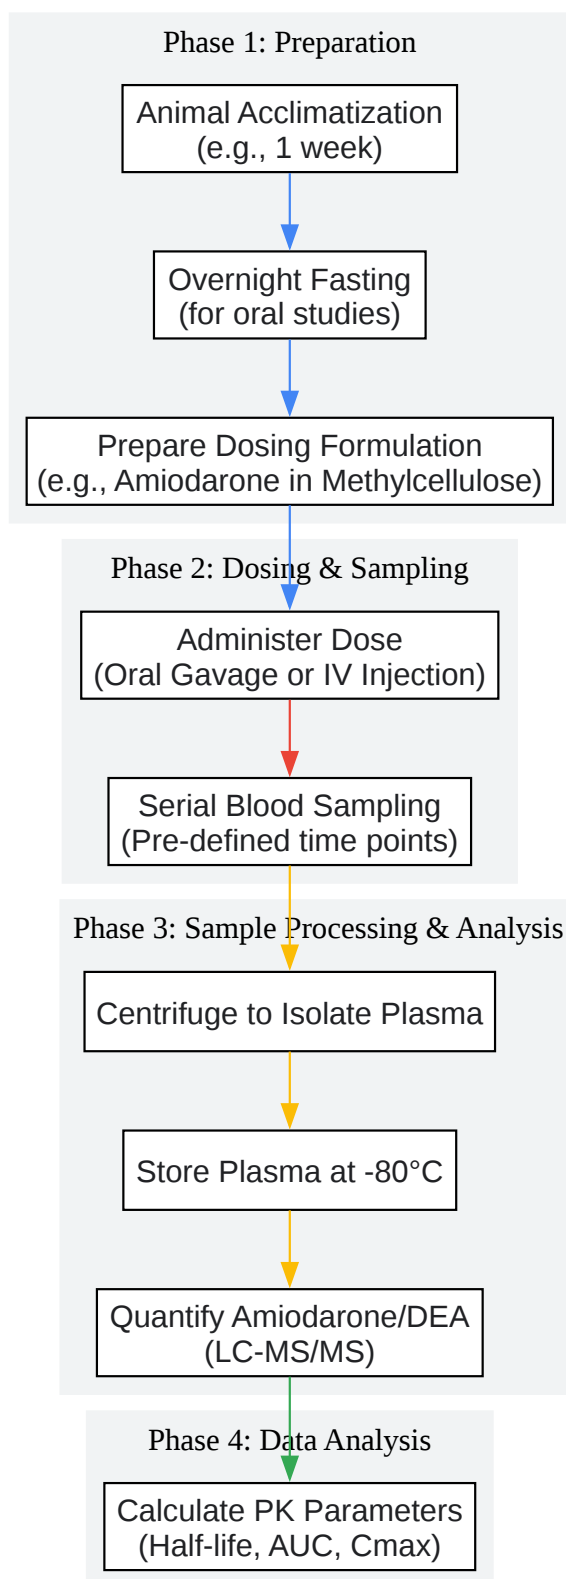 Phase 1: Preparation
Animal Acclimatization
(e.g., 1 week)
Overnight Fasting
(for oral studies)
Prepare Dosing Formulation
(e.g., Amiodarone in Methylcellulose)
Phase 2: Dosing & Sampling
Administer Dose
(Oral Gavage or IV Injection)
Serial Blood Sampling
(Pre-defined time points)
Phase 3: Sample Processing & Analysis
Centrifuge to Isolate Plasma
Store Plasma at -80°C
Quantify Amiodarone/DEA
(LC-MS/MS)
Phase 4: Data Analysis
Calculate PK Parameters
(Half-life, AUC, Cmax)